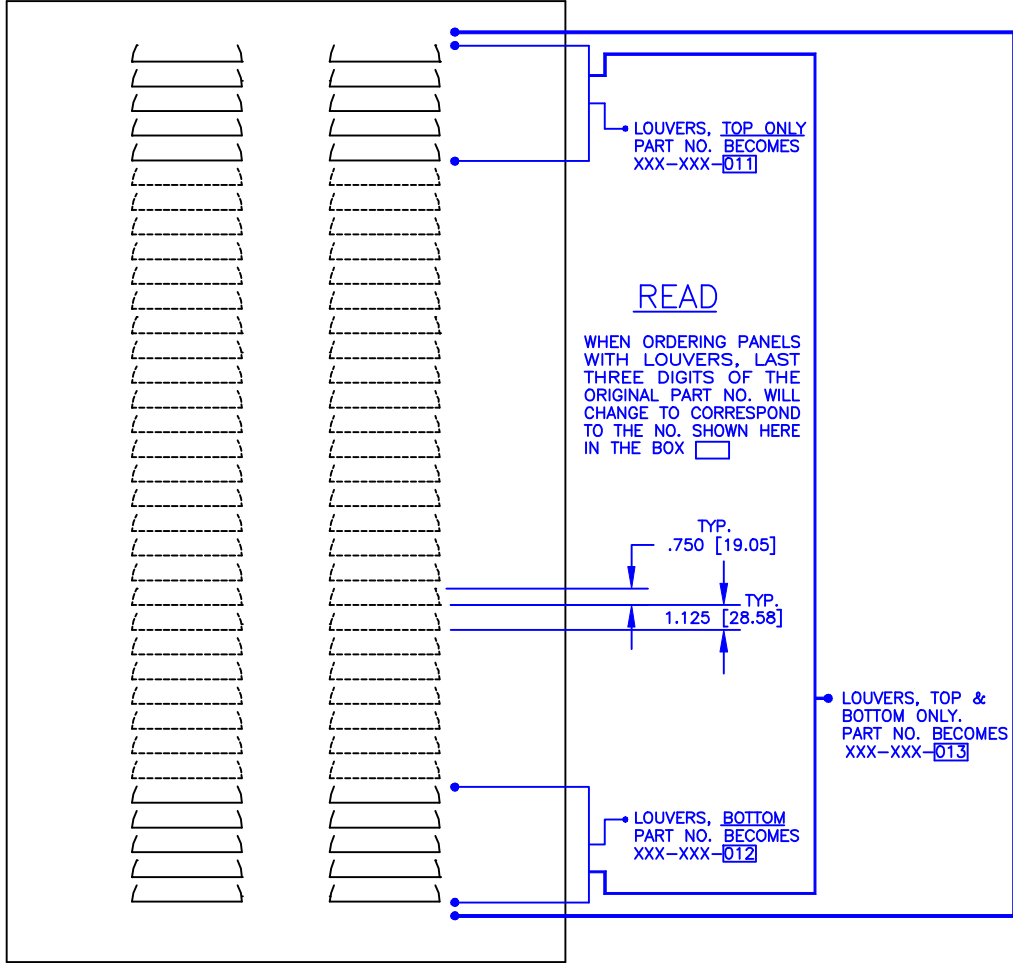 LOUVERS, TOP ONLY
PART NO. BECOMES
XXX-XXX-011
READ
WHEN ORDERING PANELS
WITH LOUVERS, LAST
THREE DIGITS OF THE
ORIGINAL PART NO. WILL
CHANGE TO CORRESPOND
TO THE NO. SHOWN HERE
IN THE BOX
TYP.
.750 [19.05]
TYP.
1.125 [28.58]
LOUVERS, TOP &
BOTTOM ONLY.
PART NO. BECOMES
XXX-XXX-013
LOUVERS, BOTTOM
PART NO. BECOMES
XXX-XXX-012